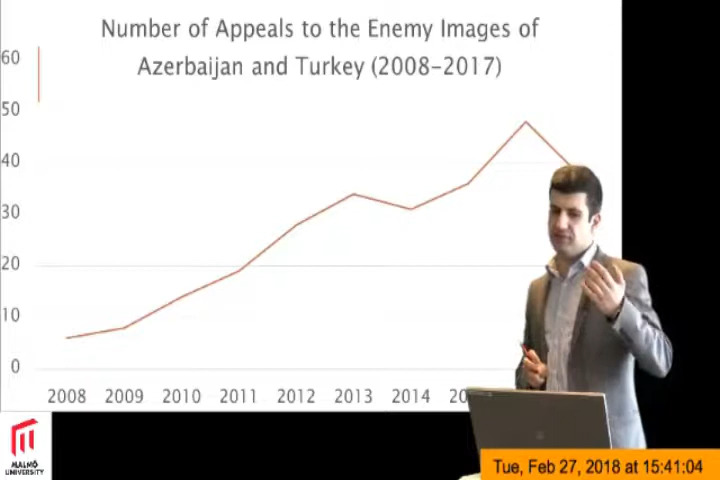 Number of Appeals to the Enemy Images of
Azerbaijan and Turkey (2008-2017)
60
50
40
30
20
10
0
2008 2009 2010 2011 2012 2013 2014
MALMÖ
UNIVERSITY
Tue, Feb 27, 2018 at 15:41:04